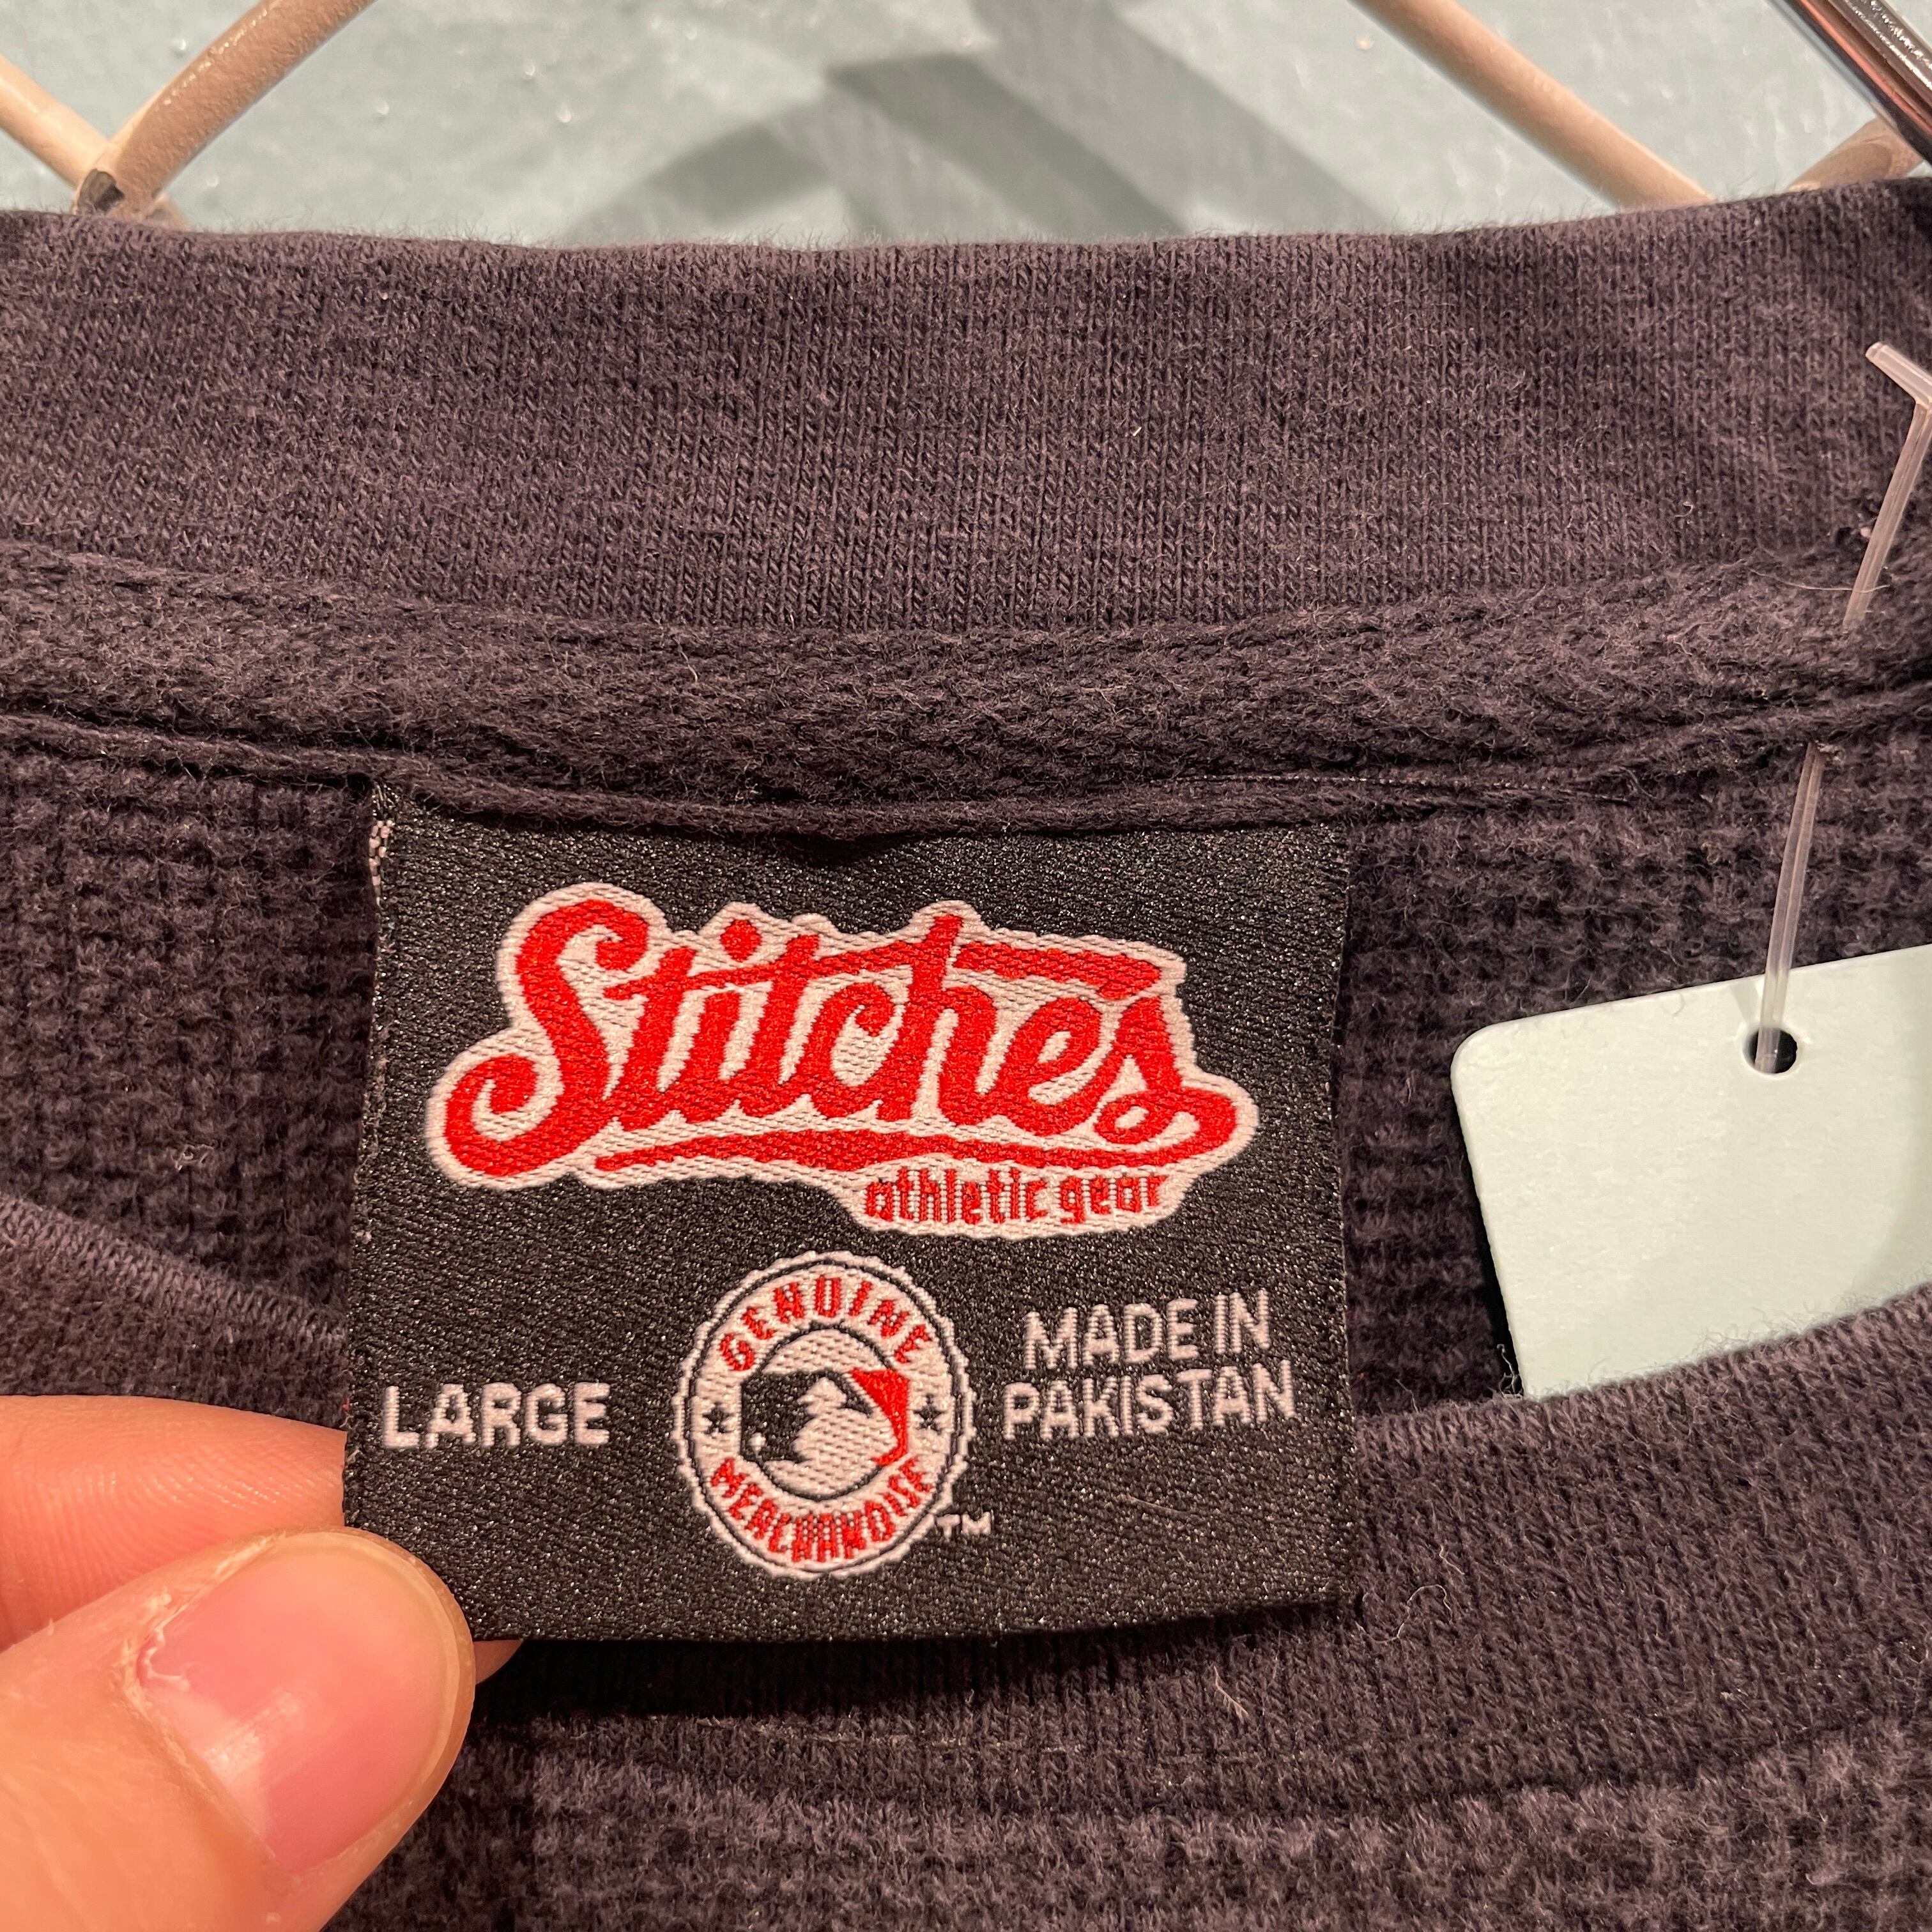 Stitches
athletic gear
GENUINE
MERCHANDISE
TM
LARGE
MADE IN
PAKISTAN